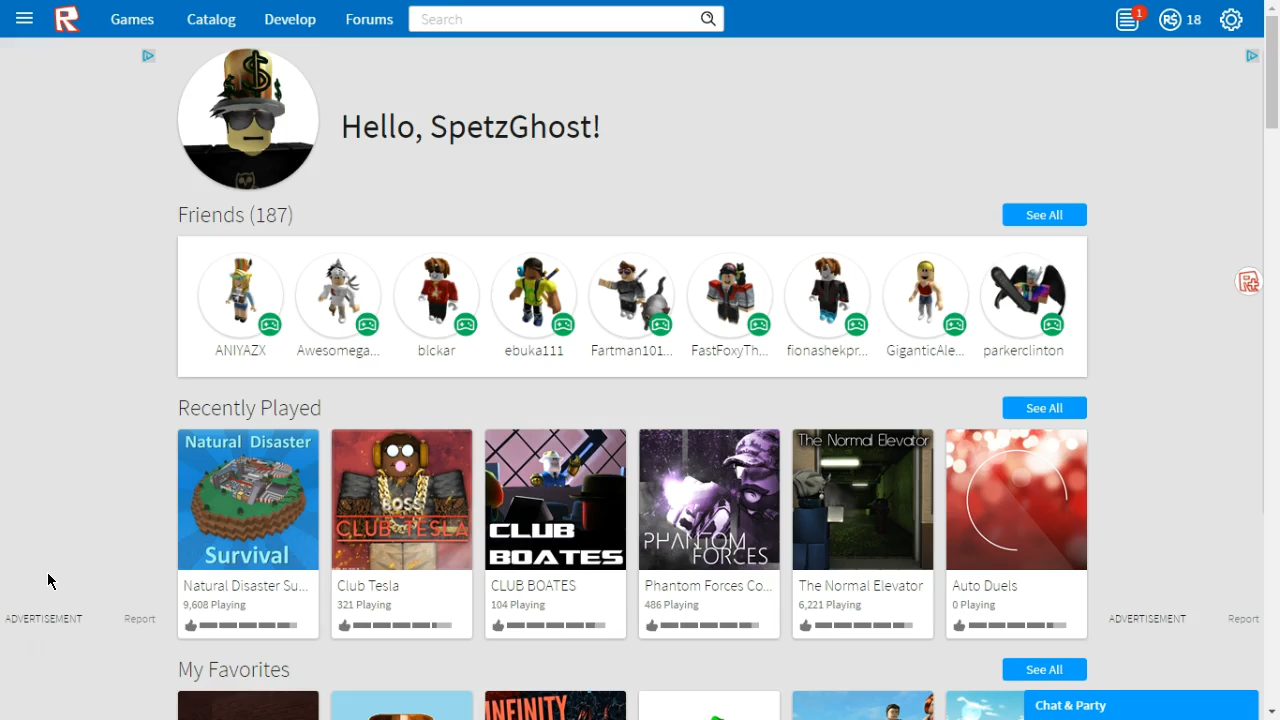 Games Catalog Develop Forums Search 1 R$ 18
Hello, SpetzGhost!
Friends (187) See All
ANIYAZX Awesomega... blckar ebuka111 Fartman101... FastFoxyTh... fionashekpr... GiganticAle... parkerclinton
Recently Played See All
Natural Disaster
Survival
BOSS
CLUB TESLA
CLUB
BOATES
PHANTOM
FORCES
The Normal Elevator
Natural Disaster Su... Club Tesla CLUB BOATES Phantom Forces Co... The Normal Elevator Auto Duels
9,608 Playing 321 Playing 104 Playing 486 Playing 6,221 Playing 0 Playing
ADVERTISEMENT Report ADVERTISEMENT Report
My Favorites See All
INFINITY
Chat & Party